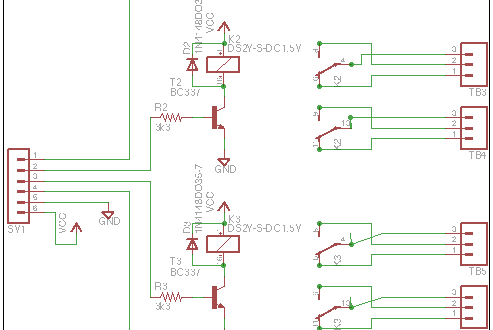 1N4148DO35
VCC
K2
D2
DS2Y-S-DC1.5V
T2
BC337
R2
3k3
GND
K2
3
2
1
TB3
13
K2
3
2
1
TB4
1
2
3
4
5
6
SV1
VCC
GND
1N4148DO35-7
VCC
K3
D3
DS2Y-S-DC1.5V
T3
BC337
R3
3k3
K3
3
2
1
TB5
13
K3
3
2
1